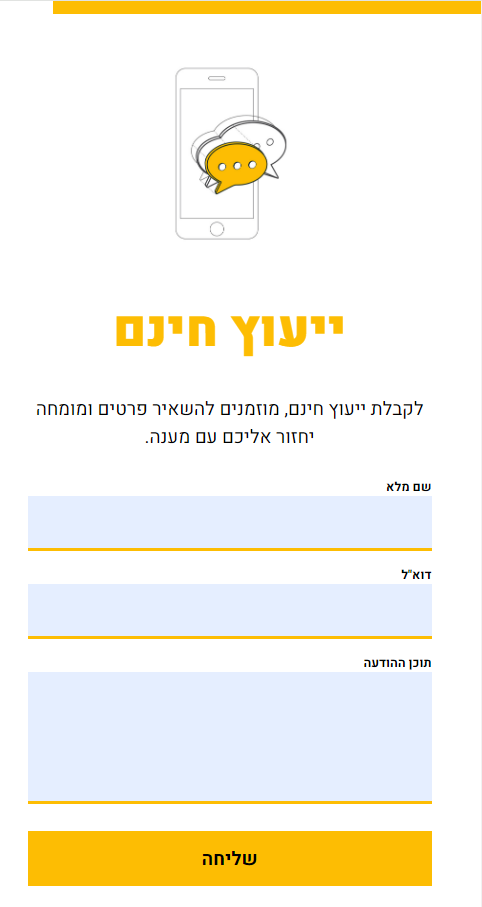 ייעוץ חינם
לקבלת ייעוץ חינם, מוזמנים להשאיר פרטים ומומחה
יחזור אליכם עם מענה.
שם מלא
דוא"ל
תוכן ההודעה
שליחה